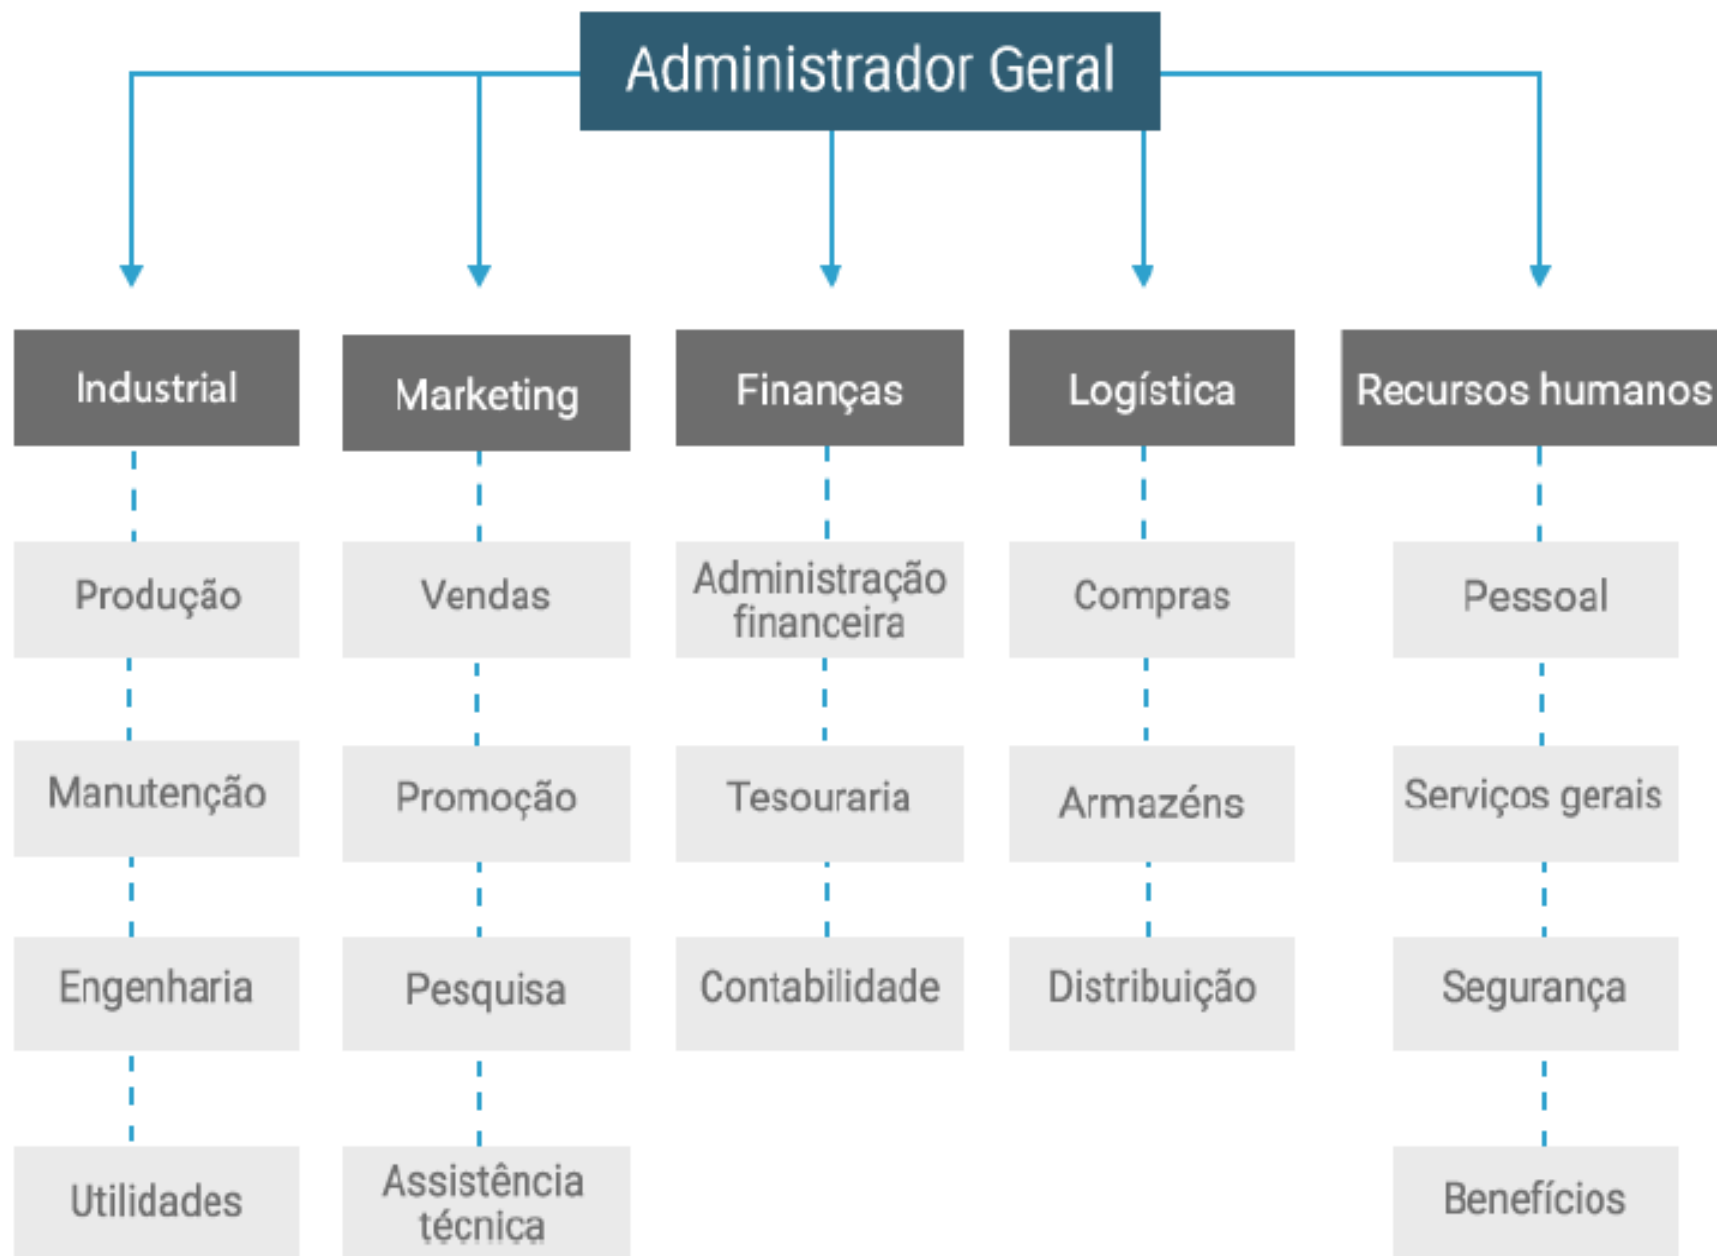 Administrador Geral
Industrial
Marketing
Finanças
Logística
Recursos humanos
Produção
Vendas
Administração
financeira
Compras
Pessoal
Manutenção
Promoção
Tesouraria
Armazéns
Serviços gerais
Engenharia
Pesquisa
Contabilidade
Distribuição
Segurança
Utilidades
Assistência
técnica
Benefícios